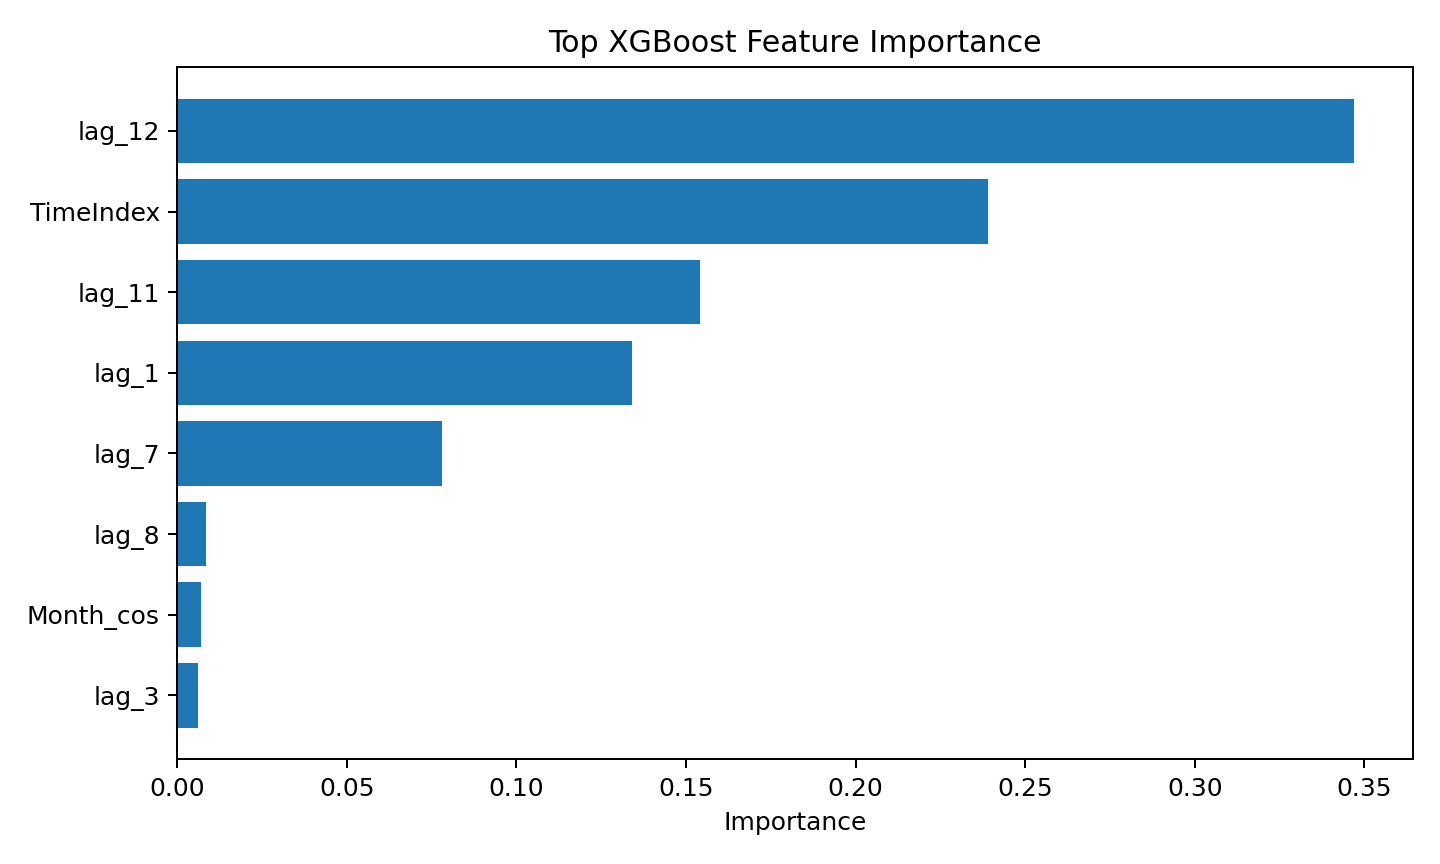 Top XGBoost Feature Importance
lag_12
TimeIndex
lag_11
lag_1
lag_7
lag_8
Month_cos
lag_3
0.00 0.05 0.10 0.15 0.20 0.25 0.30 0.35
Importance